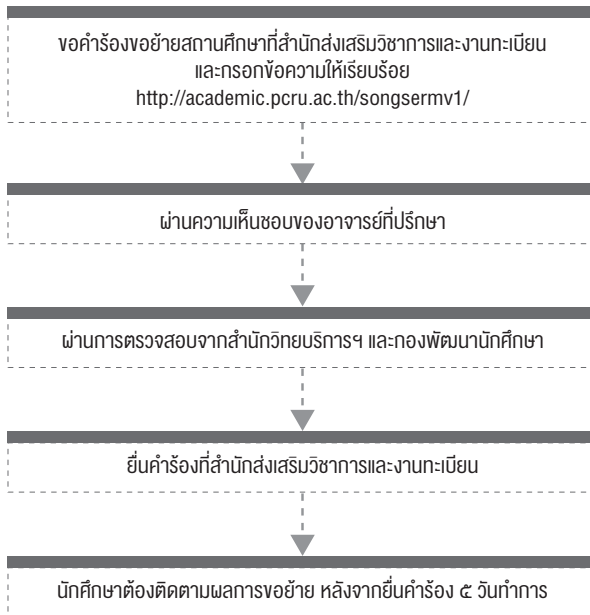 ขอคำร้องขอย้ายสถานศึกษาที่สำนักส่งเสริมวิชาการและงานทะเบียน
และกรอกข้อความให้เรียบร้อย
http://academic.pcru.ac.th/songsermv1/
ผ่านความเห็นชอบของอาจารย์ที่ปรึกษา
ผ่านการตรวจสอบจากสำนักวิทยบริการฯ และกองพัฒนานักศึกษา
ยื่นคำร้องที่สำนักส่งเสริมวิชาการและงานทะเบียน
นักศึกษาต้องติดตามผลการขอย้าย หลังจากยื่นคำร้อง ๕ วันทำการ